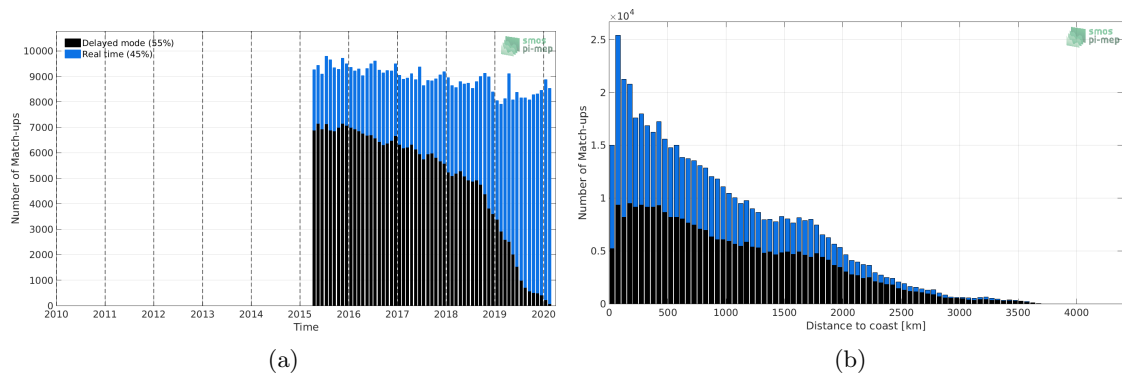 Delayed mode (55%)
Real time (45%)
smos
pi-mep
Number of Match-ups
10000
9000
8000
7000
6000
5000
4000
3000
2000
1000
0
2010 2011 2012 2013 2014 2015 2016 2017 2018 2019 2020
Time
(a)
×10⁴
smos
pi-mep
Number of Match-ups
2.5
2
1.5
1
0.5
0
0 500 1000 1500 2000 2500 3000 3500 4000
Distance to coast [km]
(b)